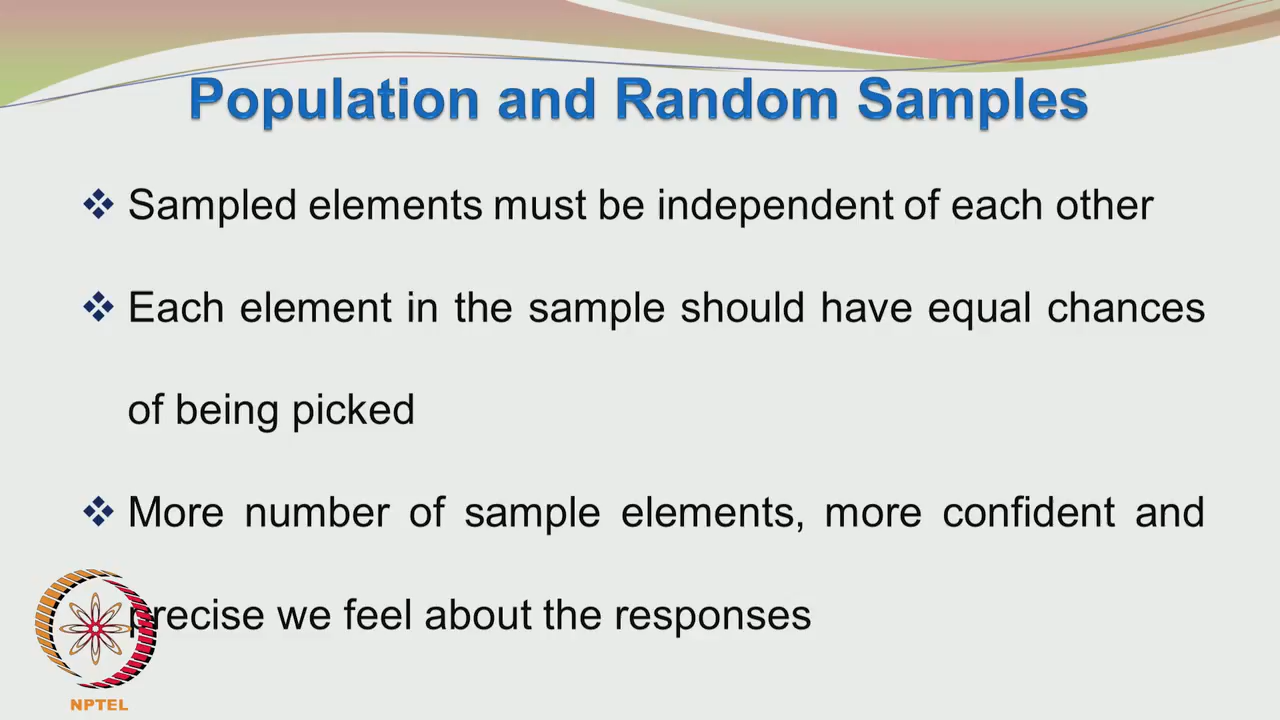 Population and Random Samples
Sampled elements must be independent of each other
Each element in the sample should have equal chances
of being picked
More number of sample elements, more confident and
precise we feel about the responses
NPTEL